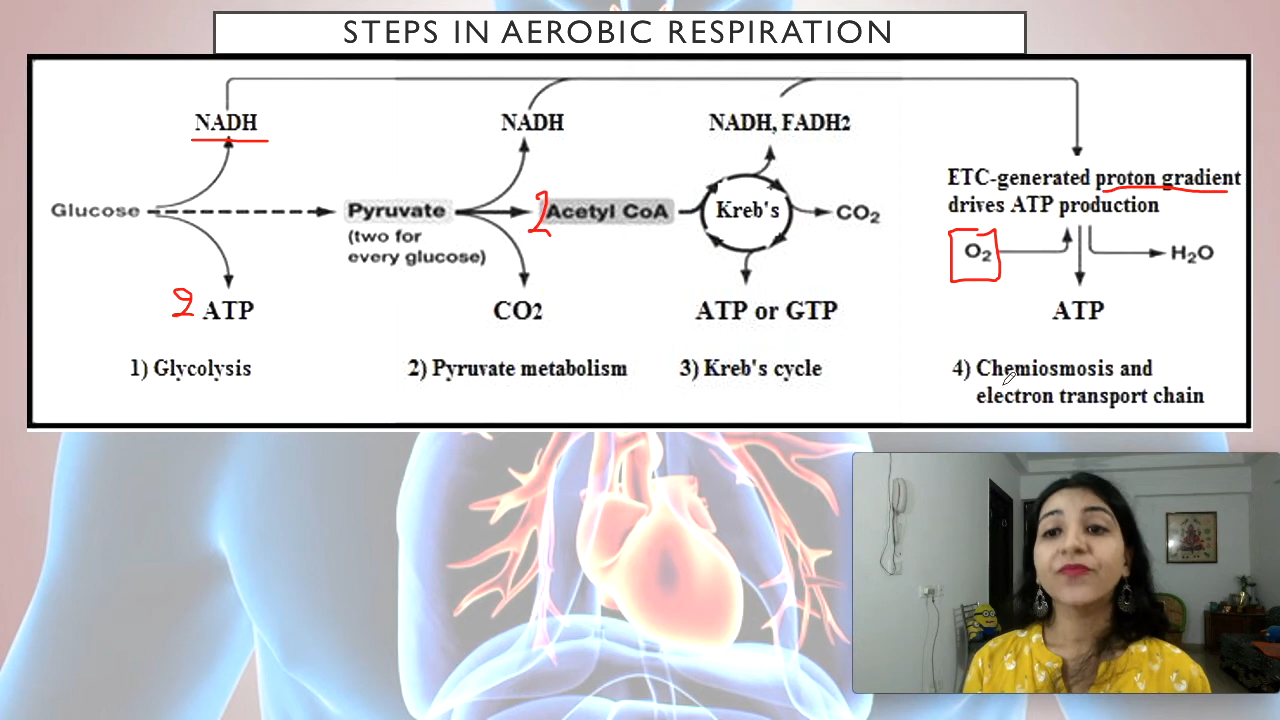 STEPS IN AEROBIC RESPIRATION
NADH
NADH
NADH, FADH2
ETC-generated proton gradient
drives ATP production
Glucose
Pyruvate
(two for
every glucose)
2
Acetyl CoA
Kreb's
CO2
O2
H2O
2 ATP
CO2
ATP or GTP
ATP
1) Glycolysis
2) Pyruvate metabolism
3) Kreb's cycle
4) Chemiosmosis and
electron transport chain